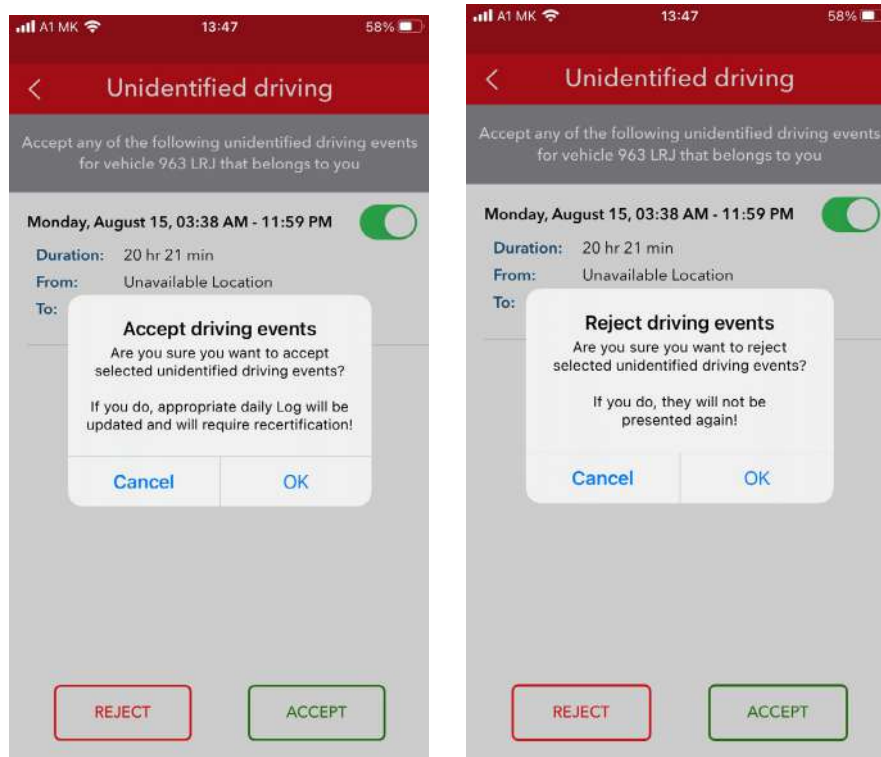 A1 MK 13:47 58%
Unidentified driving
Accept any of the following unidentified driving events
for vehicle 963 LRJ that belongs to you
Monday, August 15, 03:38 AM - 11:59 PM
Duration: 20 hr 21 min
From: Unavailable Location
To:
Accept driving events
Are you sure you want to accept
selected unidentified driving events?
If you do, appropriate daily Log will be
updated and will require recertification!
Cancel OK
REJECT ACCEPT
A1 MK 13:47 58%
Unidentified driving
Accept any of the following unidentified driving events
for vehicle 963 LRJ that belongs to you
Monday, August 15, 03:38 AM - 11:59 PM
Duration: 20 hr 21 min
From: Unavailable Location
To:
Reject driving events
Are you sure you want to reject
selected unidentified driving events?
If you do, they will not be
presented again!
Cancel OK
REJECT ACCEPT